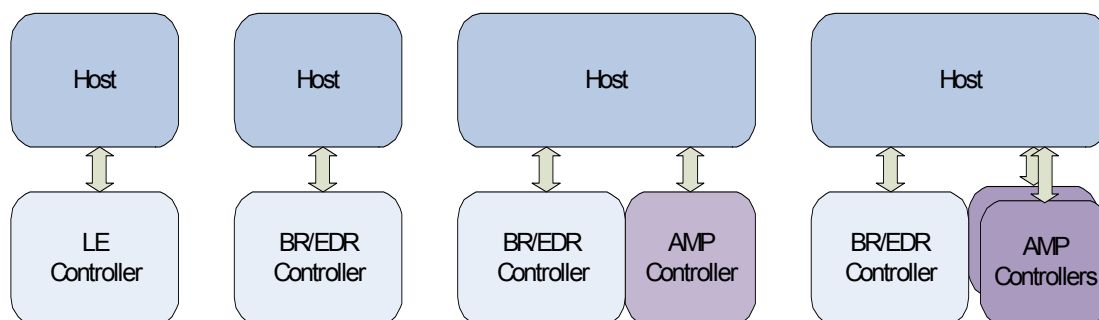 Host
Host
Host
Host
LE
Controller
BR/EDR
Controller
BR/EDR
Controller
AMP
Controller
BR/EDR
Controller
AMP
Controllers